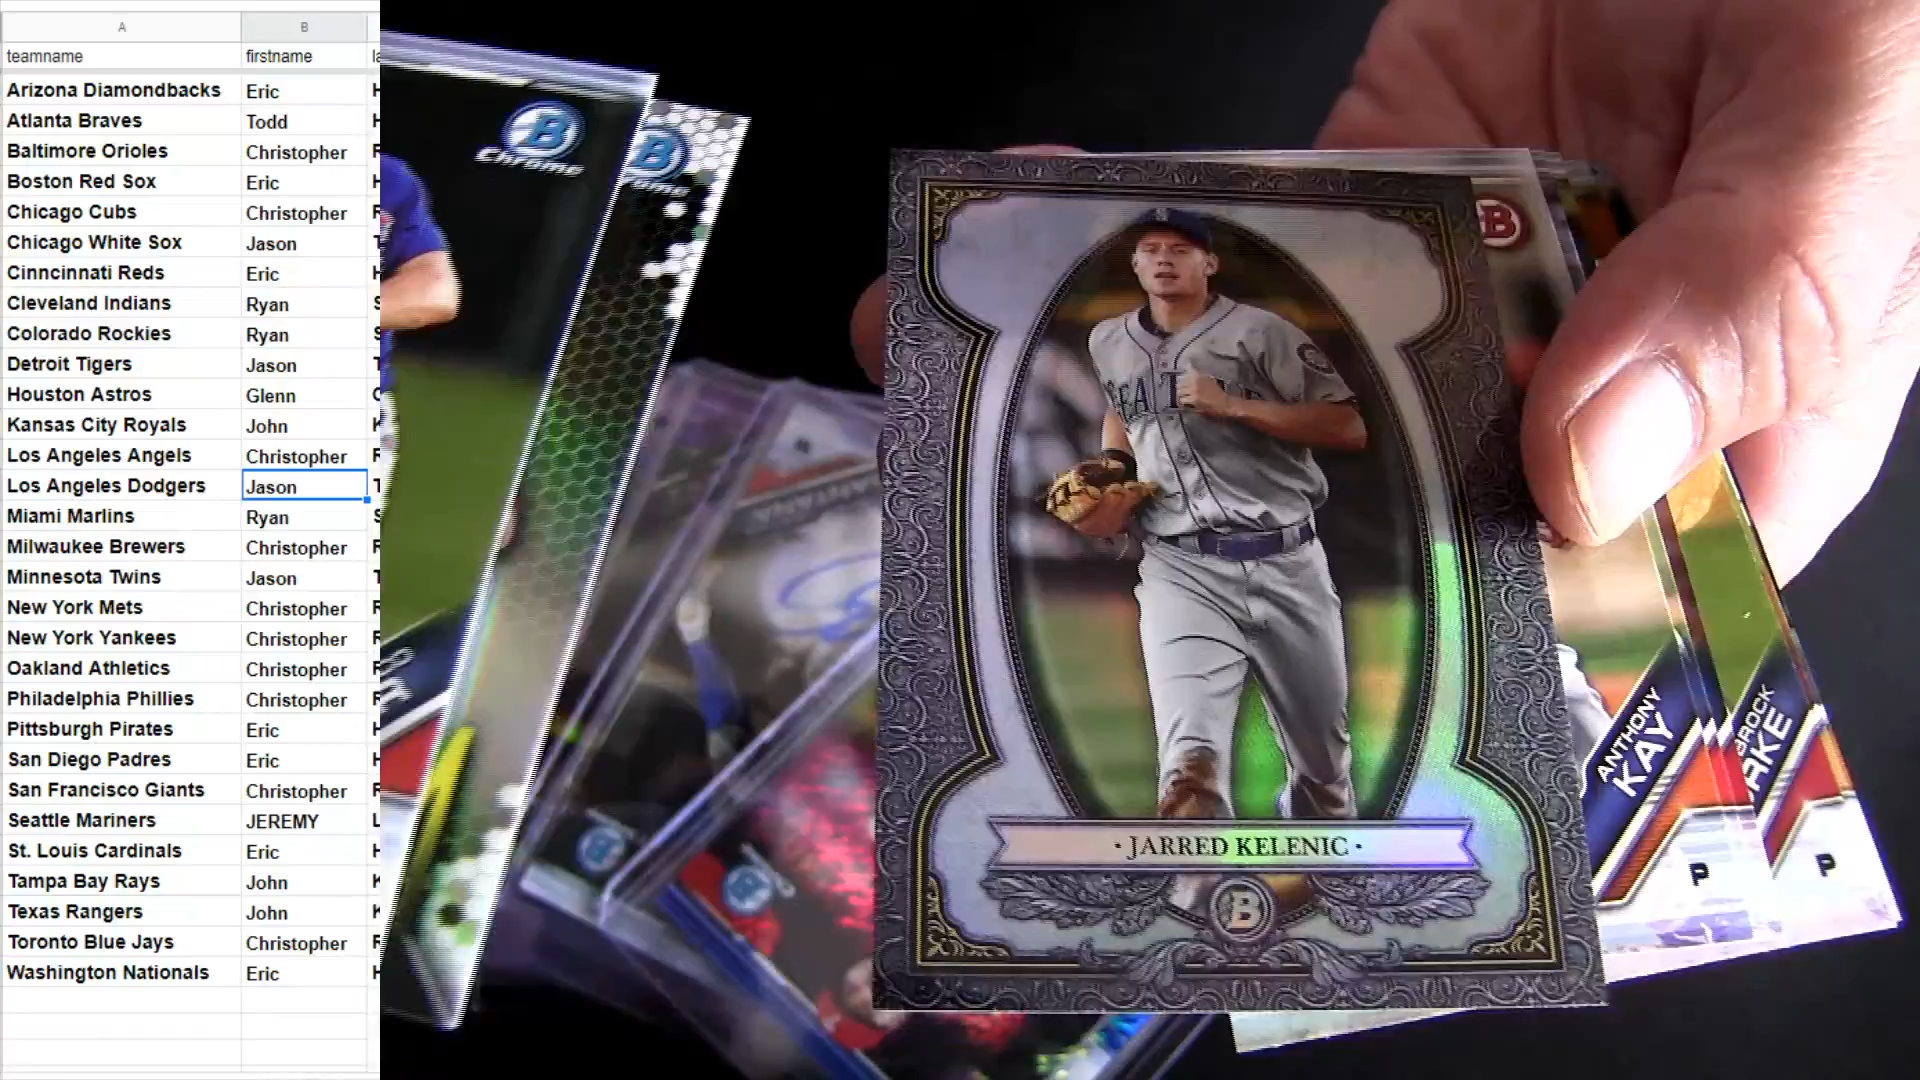 A B
teamname firstname
Arizona Diamondbacks Eric
Atlanta Braves Todd
Baltimore Orioles Christopher
Boston Red Sox Eric
Chicago Cubs Christopher
Chicago White Sox Jason
Cinncinnati Reds Eric
Cleveland Indians Ryan
Colorado Rockies Ryan
Detroit Tigers Jason
Houston Astros Glenn
Kansas City Royals John
Los Angeles Angels Christopher
Los Angeles Dodgers Jason
Miami Marlins Ryan
Milwaukee Brewers Christopher
Minnesota Twins Jason
New York Mets Christopher
New York Yankees Christopher
Oakland Athletics Christopher
Philadelphia Phillies Christopher
Pittsburgh Pirates Eric
San Diego Padres Eric
San Francisco Giants Christopher
Seattle Mariners JEREMY
St. Louis Cardinals Eric
Tampa Bay Rays John
Texas Rangers John
Toronto Blue Jays Christopher
Washington Nationals Eric
B
Chrome
B
B
SEATTLE
· JARRED KELENIC ·
B
ANTHONY
KAY
P
BROCK
P